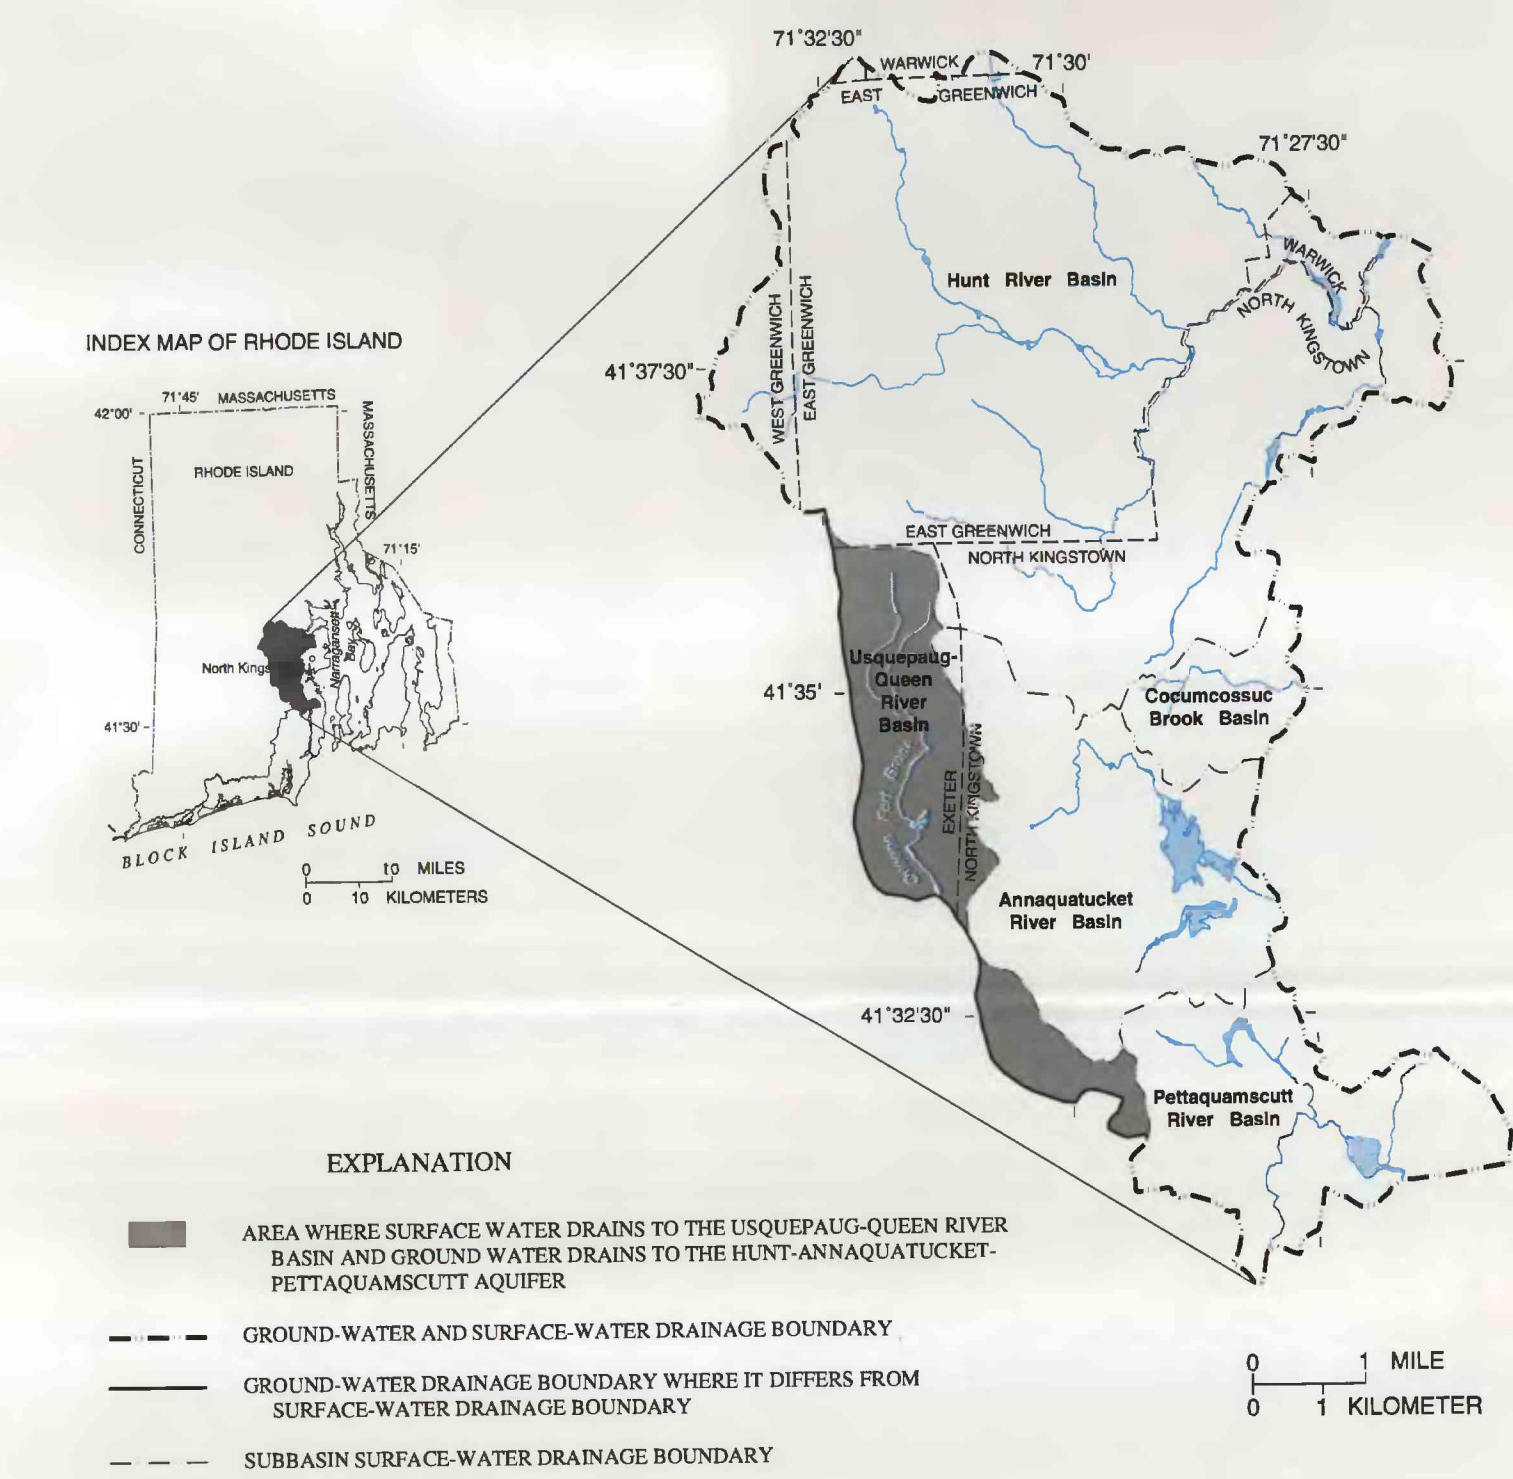 71°32'30"
WARWICK
71°30'
EAST
GREENWICH
71°27'30"
WARWICK
NORTH KINGSTOWN
Hunt River Basin
WEST GREENWICH
EAST GREENWICH
41°37'30"
INDEX MAP OF RHODE ISLAND
71°45' MASSACHUSETTS
42°00'
MASSACHUSETTS
RHODE ISLAND
CONNECTICUT
71°15'
Narragansett
Bay
North Kings
41°30'
BLOCK ISLAND SOUND
0 10 MILES
0 10 KILOMETERS
EAST GREENWICH
NORTH KINGSTOWN
Usquepaug-
Queen
River
Basin
41°35'
Cocumcossuc
Brook Basin
EXETER
NORTH KINGSTOWN
Brook
Annaquatucket
River Basin
41°32'30"
Pettaquamscutt
River Basin
EXPLANATION
AREA WHERE SURFACE WATER DRAINS TO THE USQUEPAUG-QUEEN RIVER
BASIN AND GROUND WATER DRAINS TO THE HUNT-ANNAQUATUCKET-
PETTAQUAMSCUTT AQUIFER
GROUND-WATER AND SURFACE-WATER DRAINAGE BOUNDARY
GROUND-WATER DRAINAGE BOUNDARY WHERE IT DIFFERS FROM
SURFACE-WATER DRAINAGE BOUNDARY
SUBBASIN SURFACE-WATER DRAINAGE BOUNDARY
0 1 MILE
0 1 KILOMETER